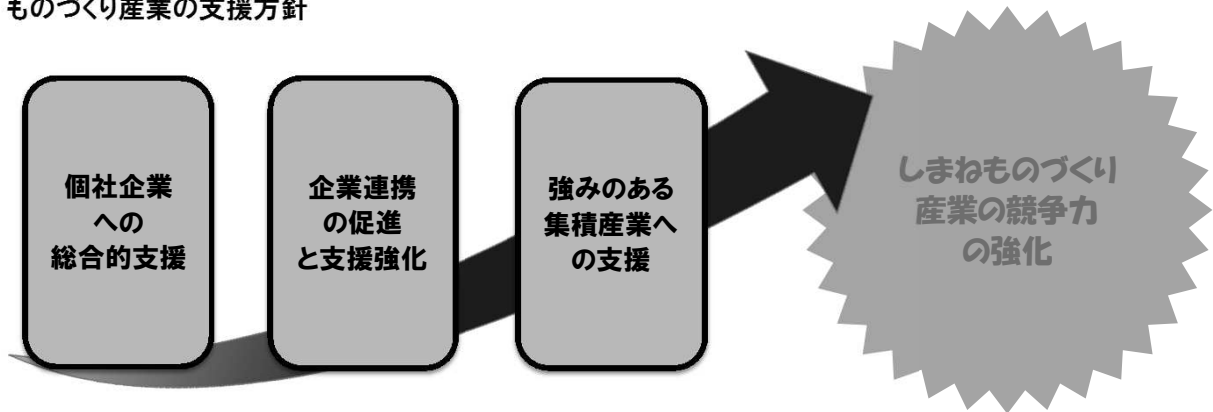 ものづくり産業の支援方針
個社企業
への
総合的支援
企業連携
の促進
と支援強化
強みのある
集積産業へ
の支援
しまねものづくり
産業の競争力
の強化